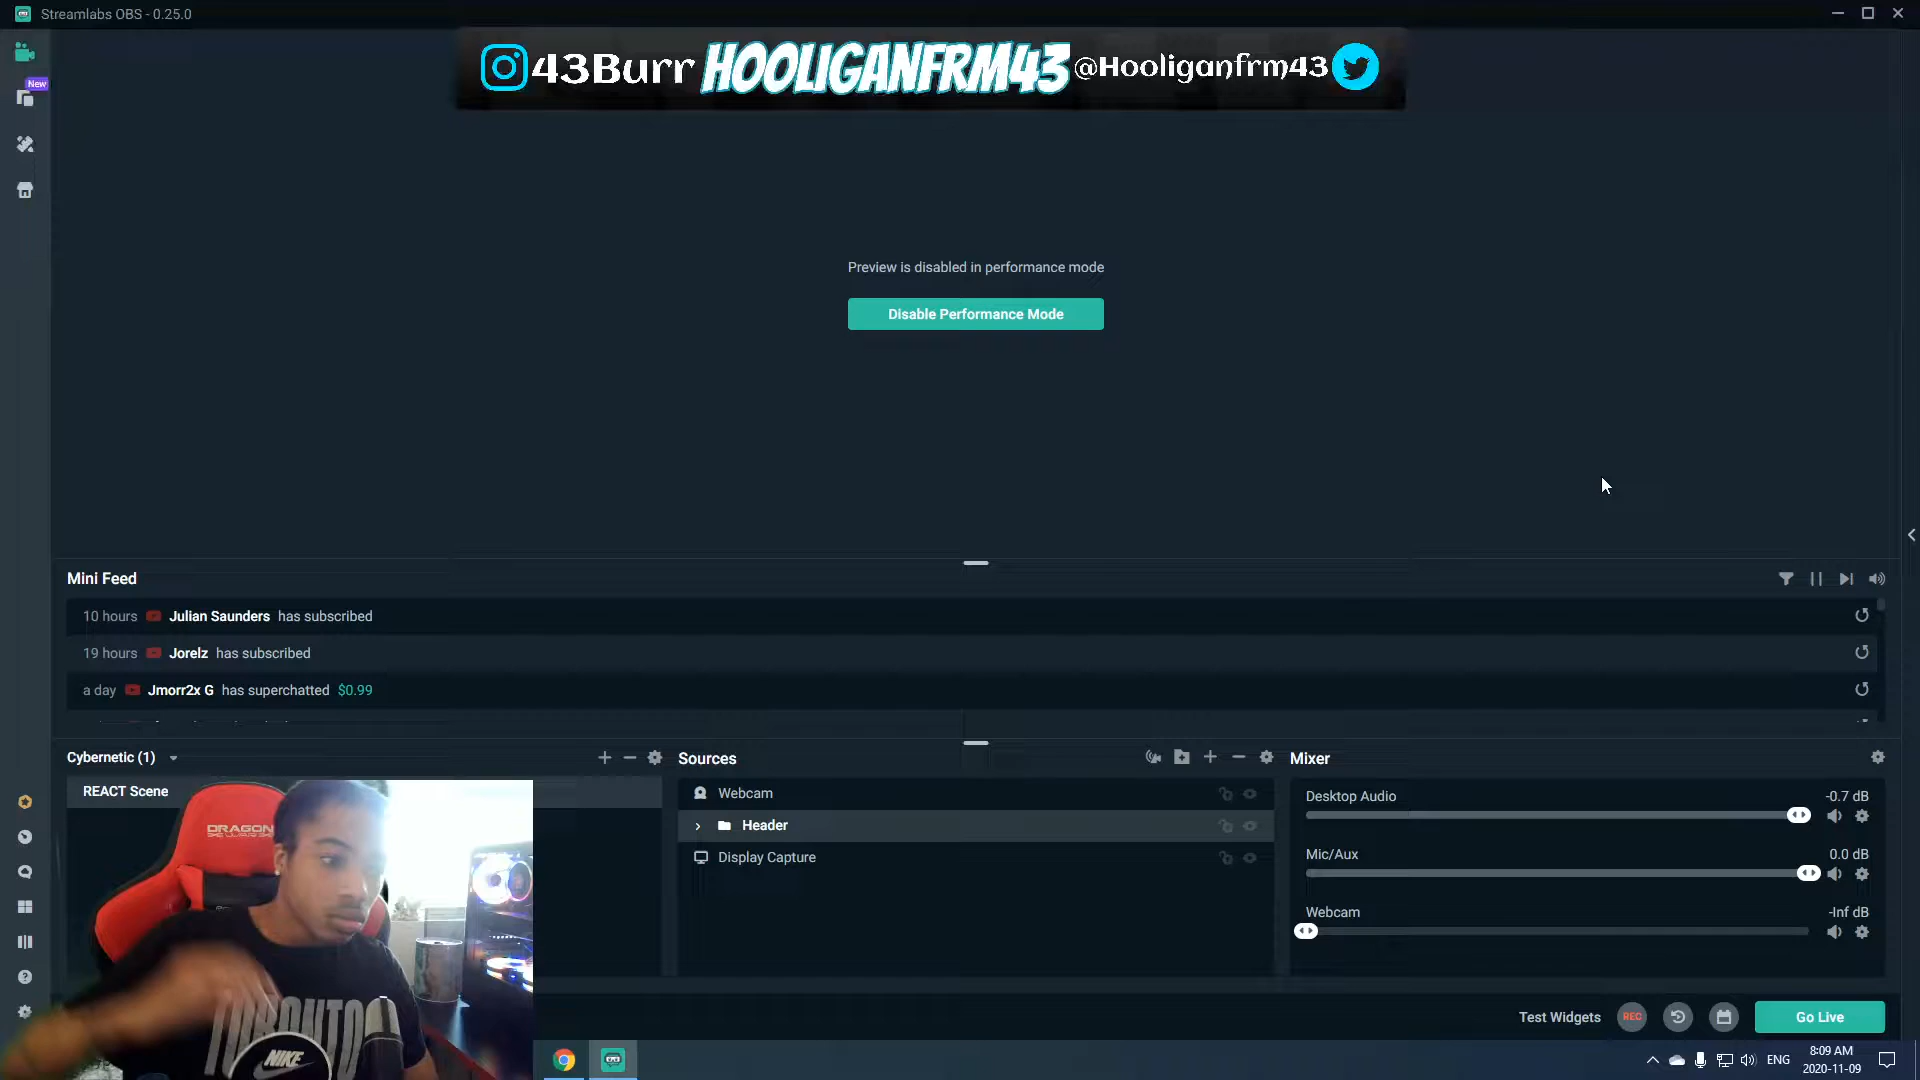 Streamlabs OBS - 0.25.0
43Burr HOOLIGANFRM43 @Hooliganfrm43
New
Preview is disabled in performance mode
Disable Performance Mode
Mini Feed
10 hours Julian Saunders has subscribed
19 hours Jorelz has subscribed
a day Jmorr2x G has superchatted $0.99
Cybernetic (1)
REACT Scene
Sources
Webcam
Header
Display Capture
Mixer
Desktop Audio -0.7 dB
Mic/Aux 0.0 dB
Webcam -Inf dB
DRAGON
TORONTO
NIKE
Test Widgets REC Go Live
ENG 8:09 AM
2020-11-09